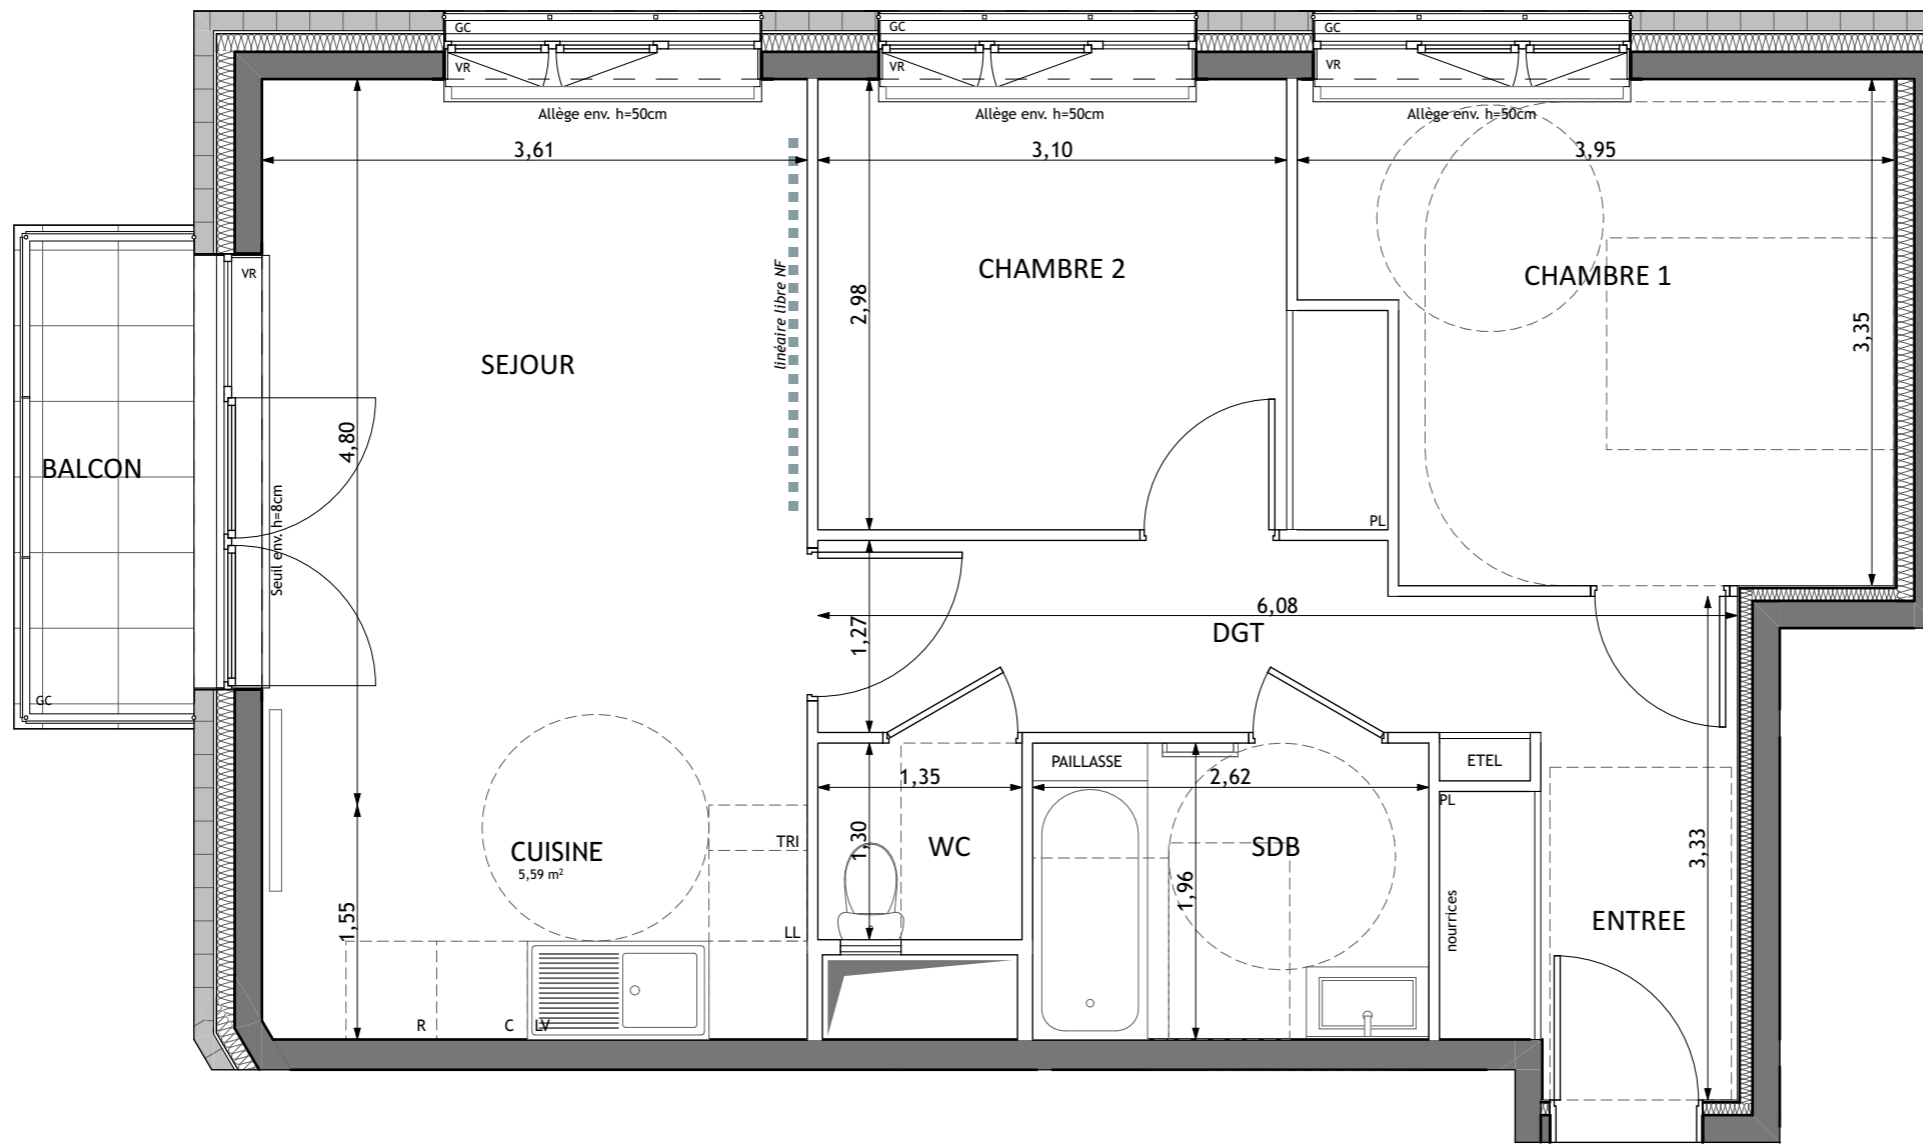 GC
GC
GC
VR
VR
VR
Allège env. h=50cm
Allège env. h=50cm
Allège env. h=50cm
3,61
3,10
3,95
VR
linéaire libre NF
2,98
CHAMBRE 2
CHAMBRE 1
3,35
SEJOUR
4,80
BALCON
Seuil env. h=8cm
PL
6,08
1,27
DGT
GC
PAILLASSE
ETEL
1,35
2,62
PL
TRI
1,30
WC
SDB
3,33
CUISINE
5,59 m²
1,96
1,55
LL
nourrices
ENTREE
R
C
LV